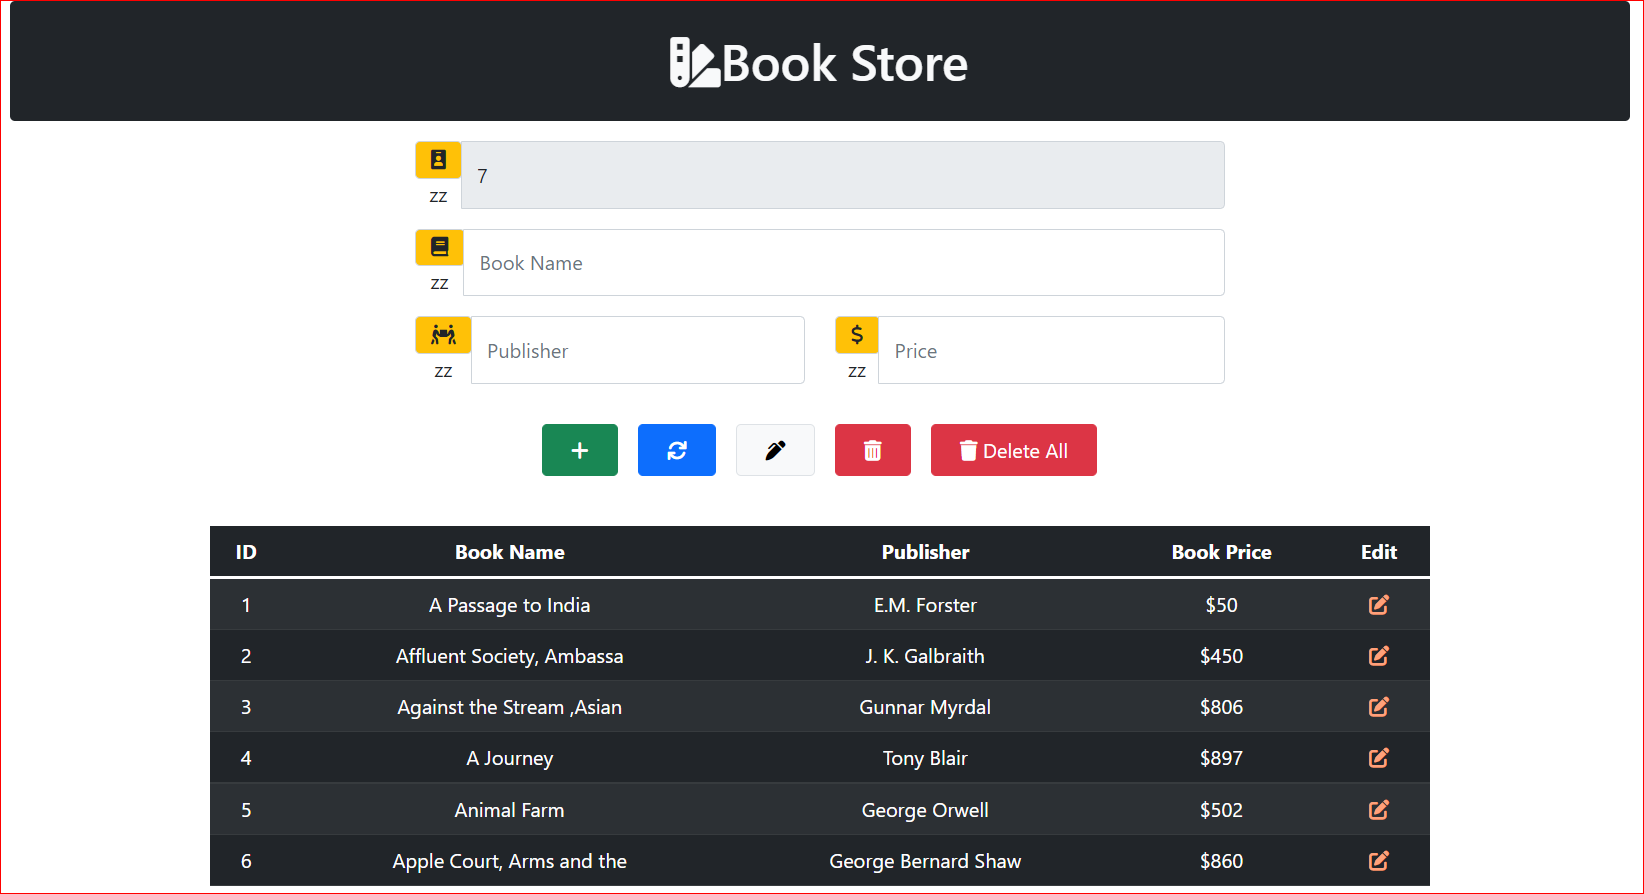 Book Store
7
zz
Book Name
zz
Publisher Price
zz zz
Delete All
ID Book Name Publisher Book Price Edit
1 A Passage to India E.M. Forster $50
2 Affluent Society, Ambassa J. K. Galbraith $450
3 Against the Stream ,Asian Gunnar Myrdal $806
4 A Journey Tony Blair $897
5 Animal Farm George Orwell $502
6 Apple Court, Arms and the George Bernard Shaw $860